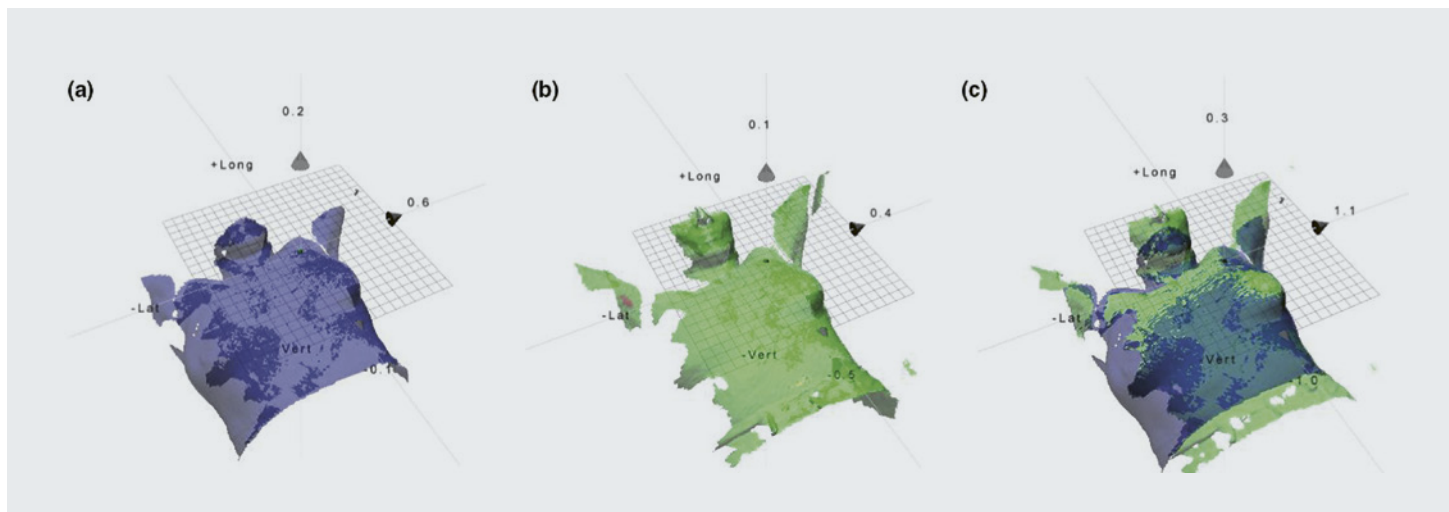 (a)
0.2
+Long
0.6
-Lat
Vert
-0.1
(b)
0.1
+Long
0.4
-Lat
-Vert
-0.5
(c)
0.3
+Long
1.1
-Lat
-Vert
-1.0